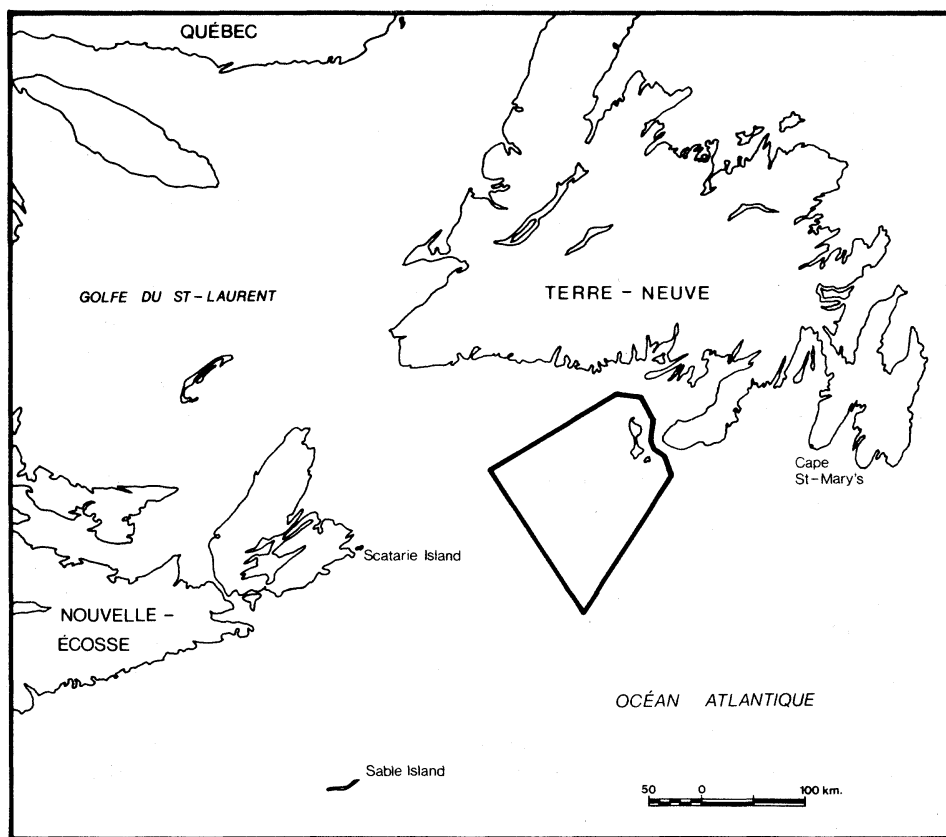 QUÉBEC
GOLFE DU ST-LAURENT
TERRE-NEUVE
Cape
St-Mary's
Scatarie Island
NOUVELLE-
ÉCOSSE
OCÉAN ATLANTIQUE
Sable Island
50 0 100 km.